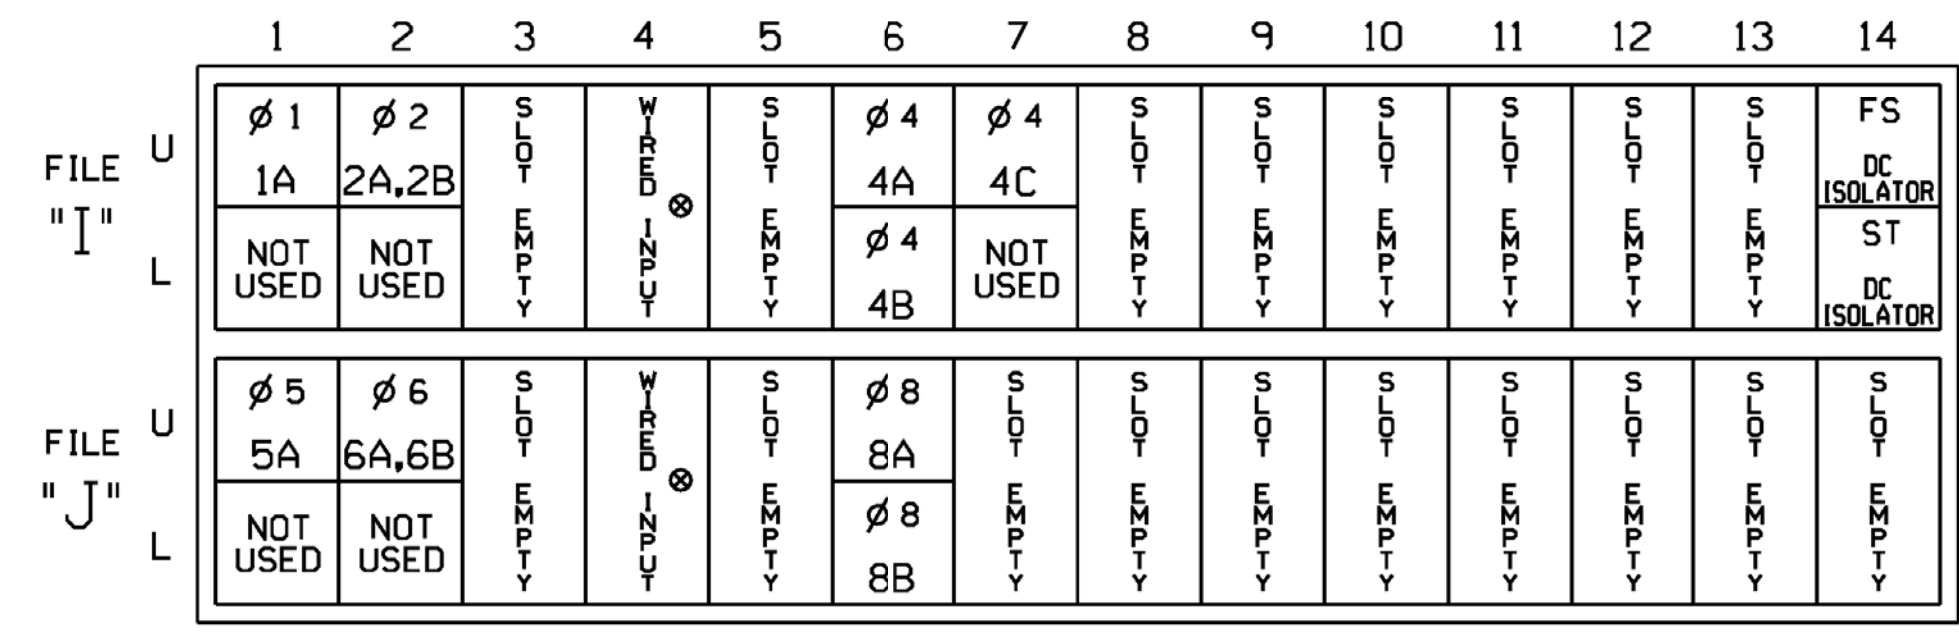 1 2 3 4 5 6 7 8 9 10 11 12 13 14
FILE "I"
U
L
Ø 1 1A
NOT USED
Ø 2 2A,2B
NOT USED
SLOT EMPTY
WIRED INPUT
SLOT EMPTY
Ø 4 4A
Ø 4 4B
Ø 4 4C
NOT USED
SLOT EMPTY
SLOT EMPTY
SLOT EMPTY
SLOT EMPTY
SLOT EMPTY
SLOT EMPTY
FS DC ISOLATOR
ST DC ISOLATOR
FILE "J"
U
L
Ø 5 5A
NOT USED
Ø 6 6A,6B
NOT USED
SLOT EMPTY
WIRED INPUT
SLOT EMPTY
Ø 8 8A
Ø 8 8B
SLOT EMPTY
SLOT EMPTY
SLOT EMPTY
SLOT EMPTY
SLOT EMPTY
SLOT EMPTY
SLOT EMPTY
SLOT EMPTY